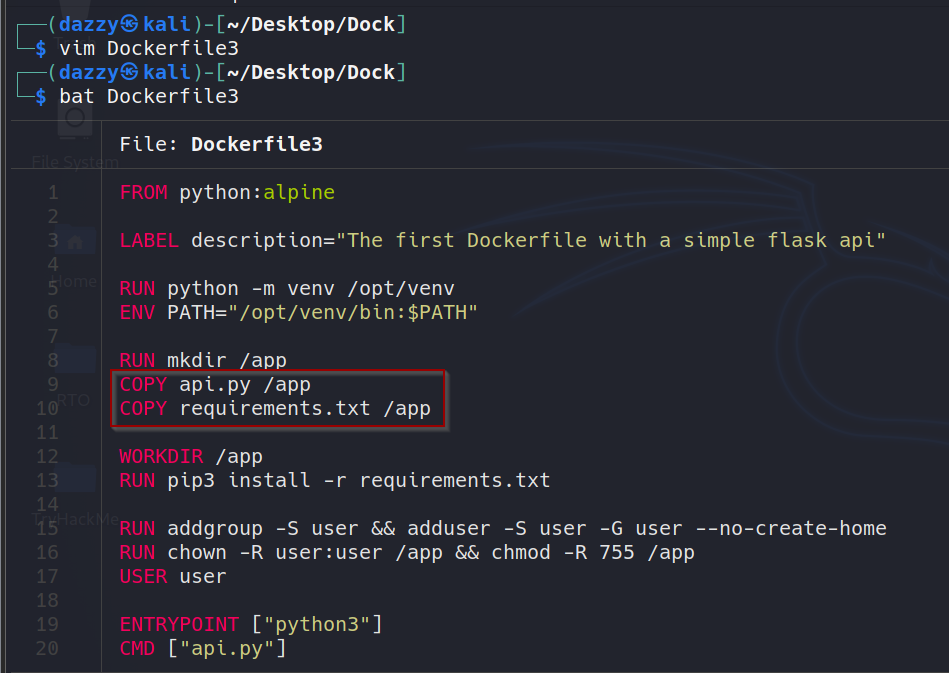 ┌──(dazzy㉿kali)-[~/Desktop/Dock]
└─$ vim Dockerfile3
┌──(dazzy㉿kali)-[~/Desktop/Dock]
└─$ bat Dockerfile3
File: Dockerfile3
File System
1 FROM python:alpine
2
3 LABEL description="The first Dockerfile with a simple flask api"
4
Home
5 RUN python -m venv /opt/venv
6 ENV PATH="/opt/venv/bin:$PATH"
7
8 RUN mkdir /app
9 COPY api.py /app
RTO
10 COPY requirements.txt /app
11
12 WORKDIR /app
13 RUN pip3 install -r requirements.txt
14
TryHackMe
15 RUN addgroup -S user && adduser -S user -G user --no-create-home
16 RUN chown -R user:user /app && chmod -R 755 /app
17 USER user
18
19 ENTRYPOINT ["python3"]
20 CMD ["api.py"]